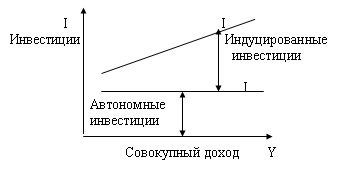 I
Инвестиции
I
Индуцированные
инвестиции
I
Автономные
инвестиции
Совокупный доход Y